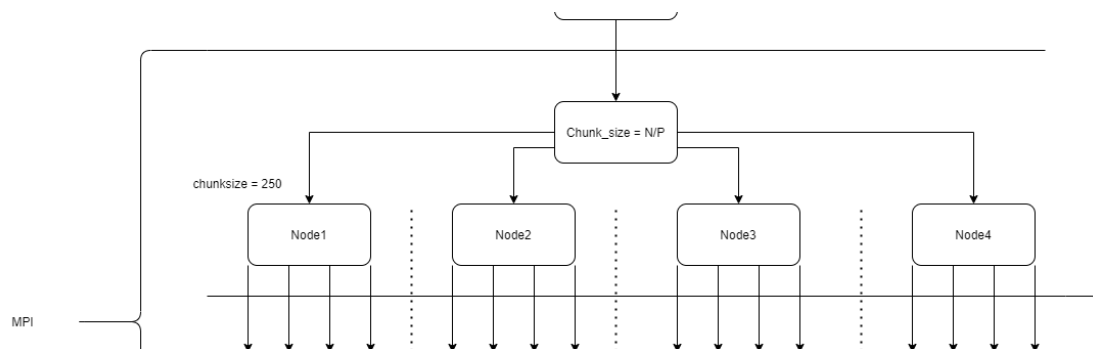 Chunk_size = N/P
chunksize = 250
Node1
Node2
Node3
Node4
MPI